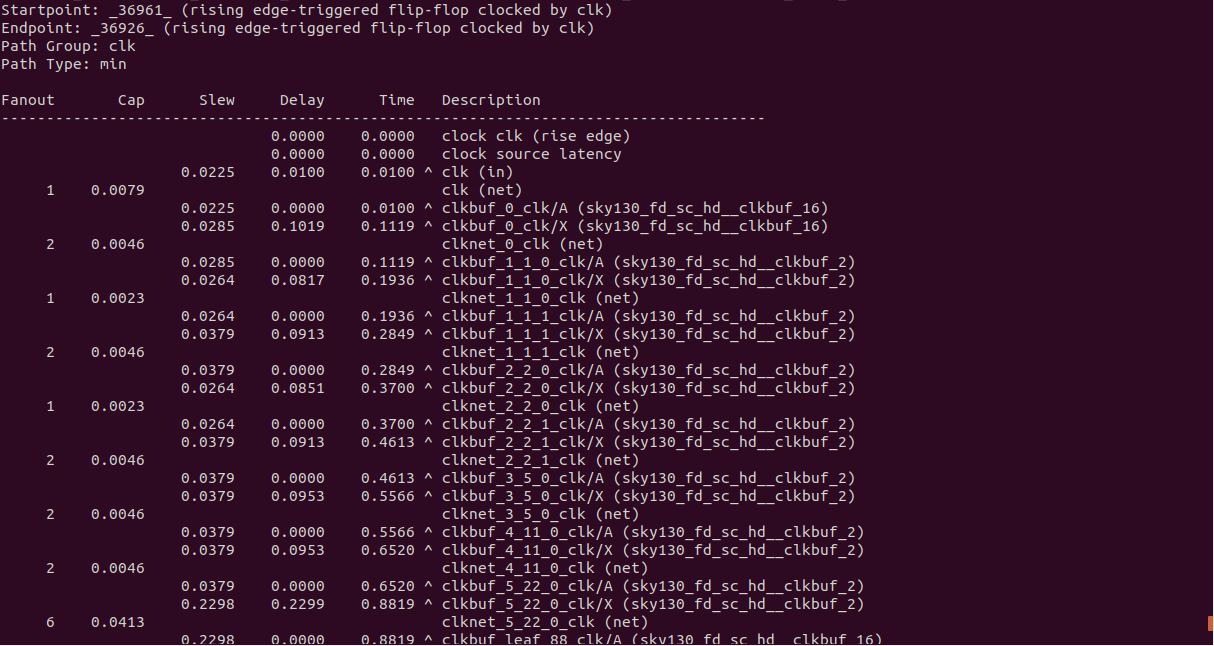 Startpoint: _36961_ (rising edge-triggered flip-flop clocked by clk)
Endpoint: _36926_ (rising edge-triggered flip-flop clocked by clk)
Path Group: clk
Path Type: min
Fanout Cap Slew Delay Time Description
-------------------------------------------------------------------------------------
0.0000 0.0000 clock clk (rise edge)
0.0000 0.0000 clock source latency
0.0225 0.0100 0.0100 ^ clk (in)
1 0.0079 clk (net)
0.0225 0.0000 0.0100 ^ clkbuf_0_clk/A (sky130_fd_sc_hd__clkbuf_16)
0.0285 0.1019 0.1119 ^ clkbuf_0_clk/X (sky130_fd_sc_hd__clkbuf_16)
2 0.0046 clknet_0_clk (net)
0.0285 0.0000 0.1119 ^ clkbuf_1_1_0_clk/A (sky130_fd_sc_hd__clkbuf_2)
0.0264 0.0817 0.1936 ^ clkbuf_1_1_0_clk/X (sky130_fd_sc_hd__clkbuf_2)
1 0.0023 clknet_1_1_0_clk (net)
0.0264 0.0000 0.1936 ^ clkbuf_1_1_1_clk/A (sky130_fd_sc_hd__clkbuf_2)
0.0379 0.0913 0.2849 ^ clkbuf_1_1_1_clk/X (sky130_fd_sc_hd__clkbuf_2)
2 0.0046 clknet_1_1_1_clk (net)
0.0379 0.0000 0.2849 ^ clkbuf_2_2_0_clk/A (sky130_fd_sc_hd__clkbuf_2)
0.0264 0.0851 0.3700 ^ clkbuf_2_2_0_clk/X (sky130_fd_sc_hd__clkbuf_2)
1 0.0023 clknet_2_2_0_clk (net)
0.0264 0.0000 0.3700 ^ clkbuf_2_2_1_clk/A (sky130_fd_sc_hd__clkbuf_2)
0.0379 0.0913 0.4613 ^ clkbuf_2_2_1_clk/X (sky130_fd_sc_hd__clkbuf_2)
2 0.0046 clknet_2_2_1_clk (net)
0.0379 0.0000 0.4613 ^ clkbuf_3_5_0_clk/A (sky130_fd_sc_hd__clkbuf_2)
0.0379 0.0953 0.5566 ^ clkbuf_3_5_0_clk/X (sky130_fd_sc_hd__clkbuf_2)
2 0.0046 clknet_3_5_0_clk (net)
0.0379 0.0000 0.5566 ^ clkbuf_4_11_0_clk/A (sky130_fd_sc_hd__clkbuf_2)
0.0379 0.0953 0.6520 ^ clkbuf_4_11_0_clk/X (sky130_fd_sc_hd__clkbuf_2)
2 0.0046 clknet_4_11_0_clk (net)
0.0379 0.0000 0.6520 ^ clkbuf_5_22_0_clk/A (sky130_fd_sc_hd__clkbuf_2)
0.2298 0.2299 0.8819 ^ clkbuf_5_22_0_clk/X (sky130_fd_sc_hd__clkbuf_2)
6 0.0413 clknet_5_22_0_clk (net)
0.2298 0.0000 0.8819 ^ clkbuf_leaf_88_clk/A (sky130_fd_sc_hd__clkbuf_16)